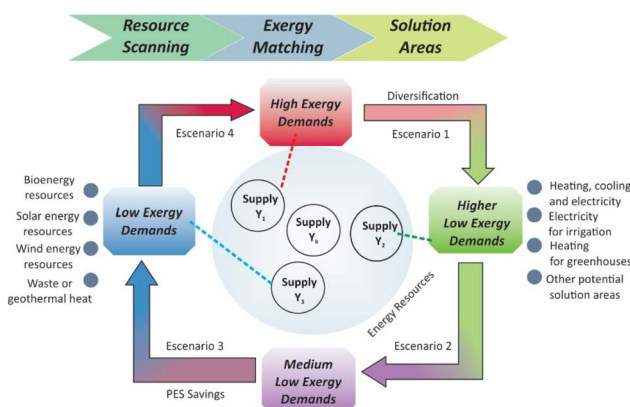 Resource
Scanning
Exergy
Matching
Solution
Areas
High Exergy
Demands
Diversification
Escenario 4
Escenario 1
Bioenergy
resources
Solar energy
resources
Wind energy
resources
Waste or
geothermal heat
Low Exergy
Demands
Supply
Y1
Supply
Yk
Supply
Y2
Supply
Y3
Higher
Low Exergy
Demands
Heating, cooling
and electricity
Electricity
for irrigation
Heating
for greenhouses
Other potential
solution areas
Energy Resources
Escenario 3
Escenario 2
PES Savings
Medium
Low Exergy
Demands